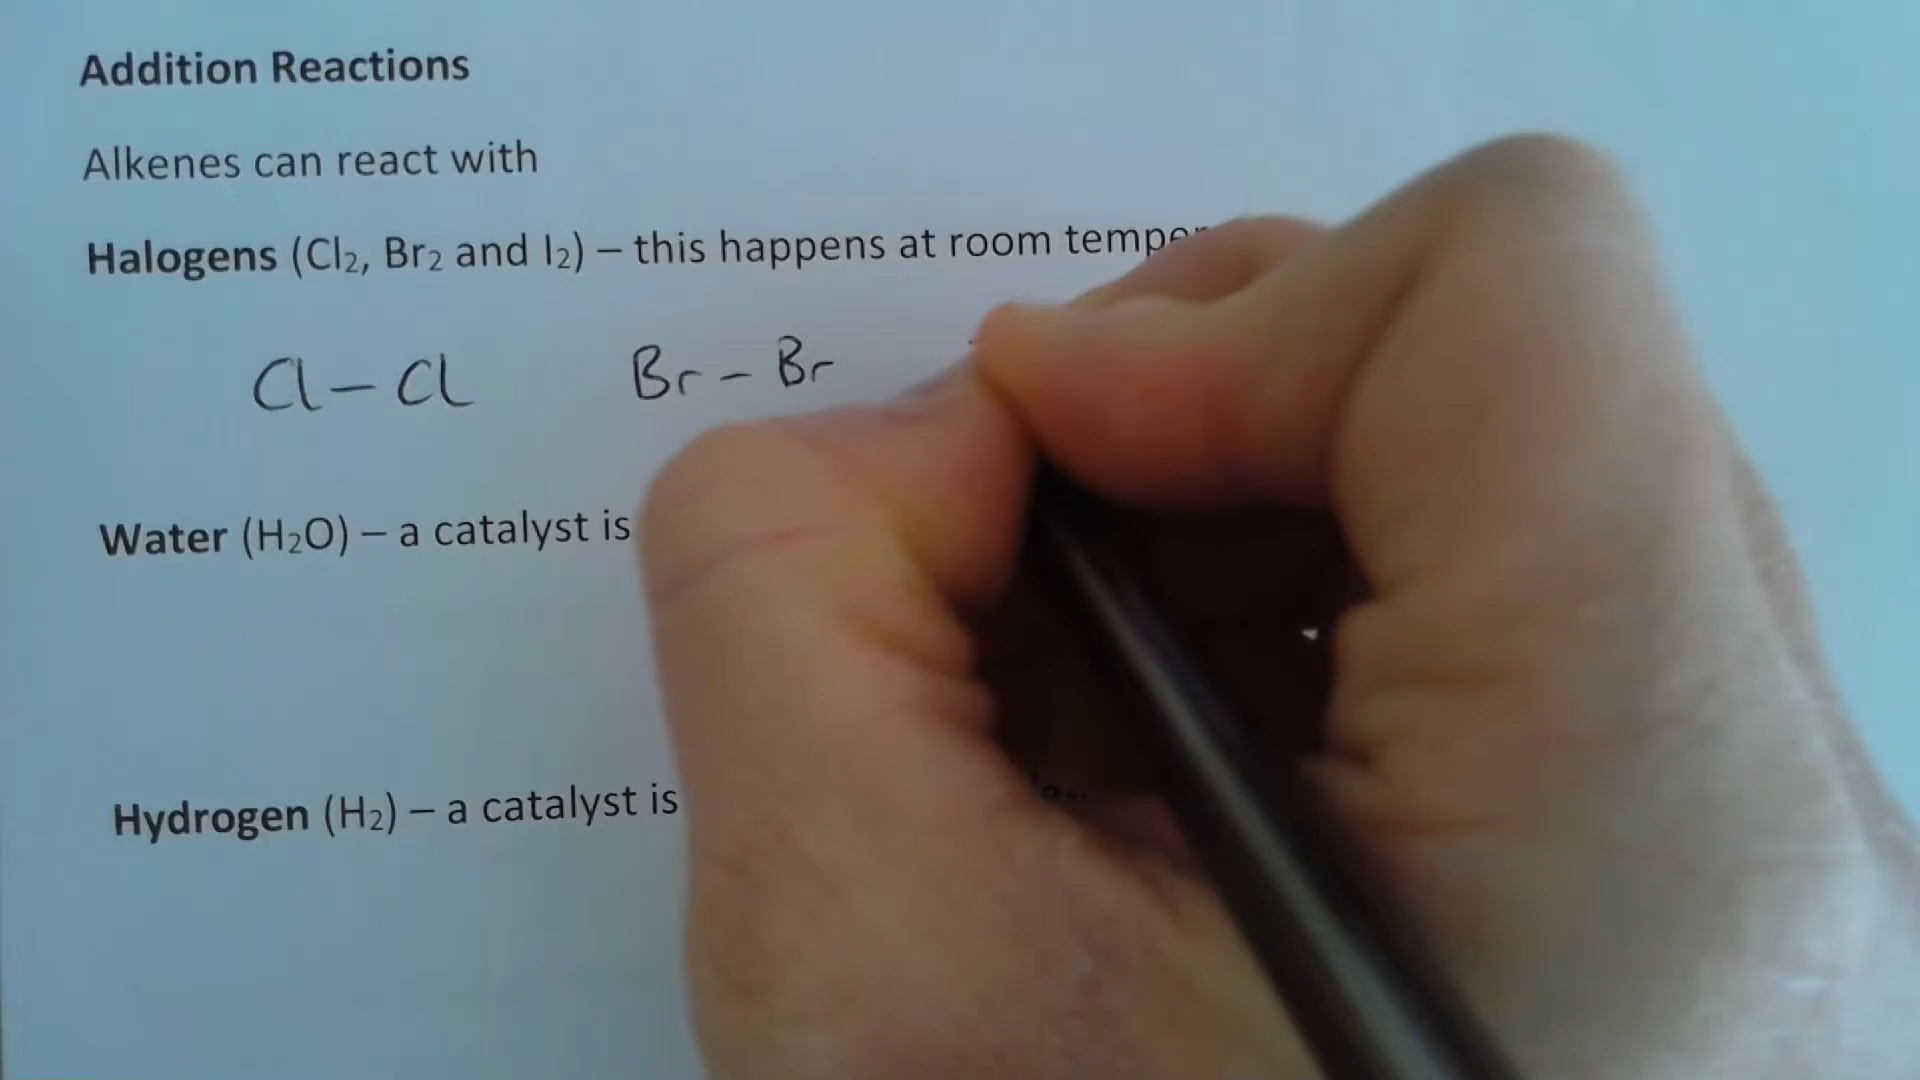 Addition Reactions
Alkenes can react with
Halogens (Cl₂, Br₂ and I₂) – this happens at room temper
Cl – Cl Br – Br
Water (H₂O) – a catalyst is
Hydrogen (H₂) – a catalyst is